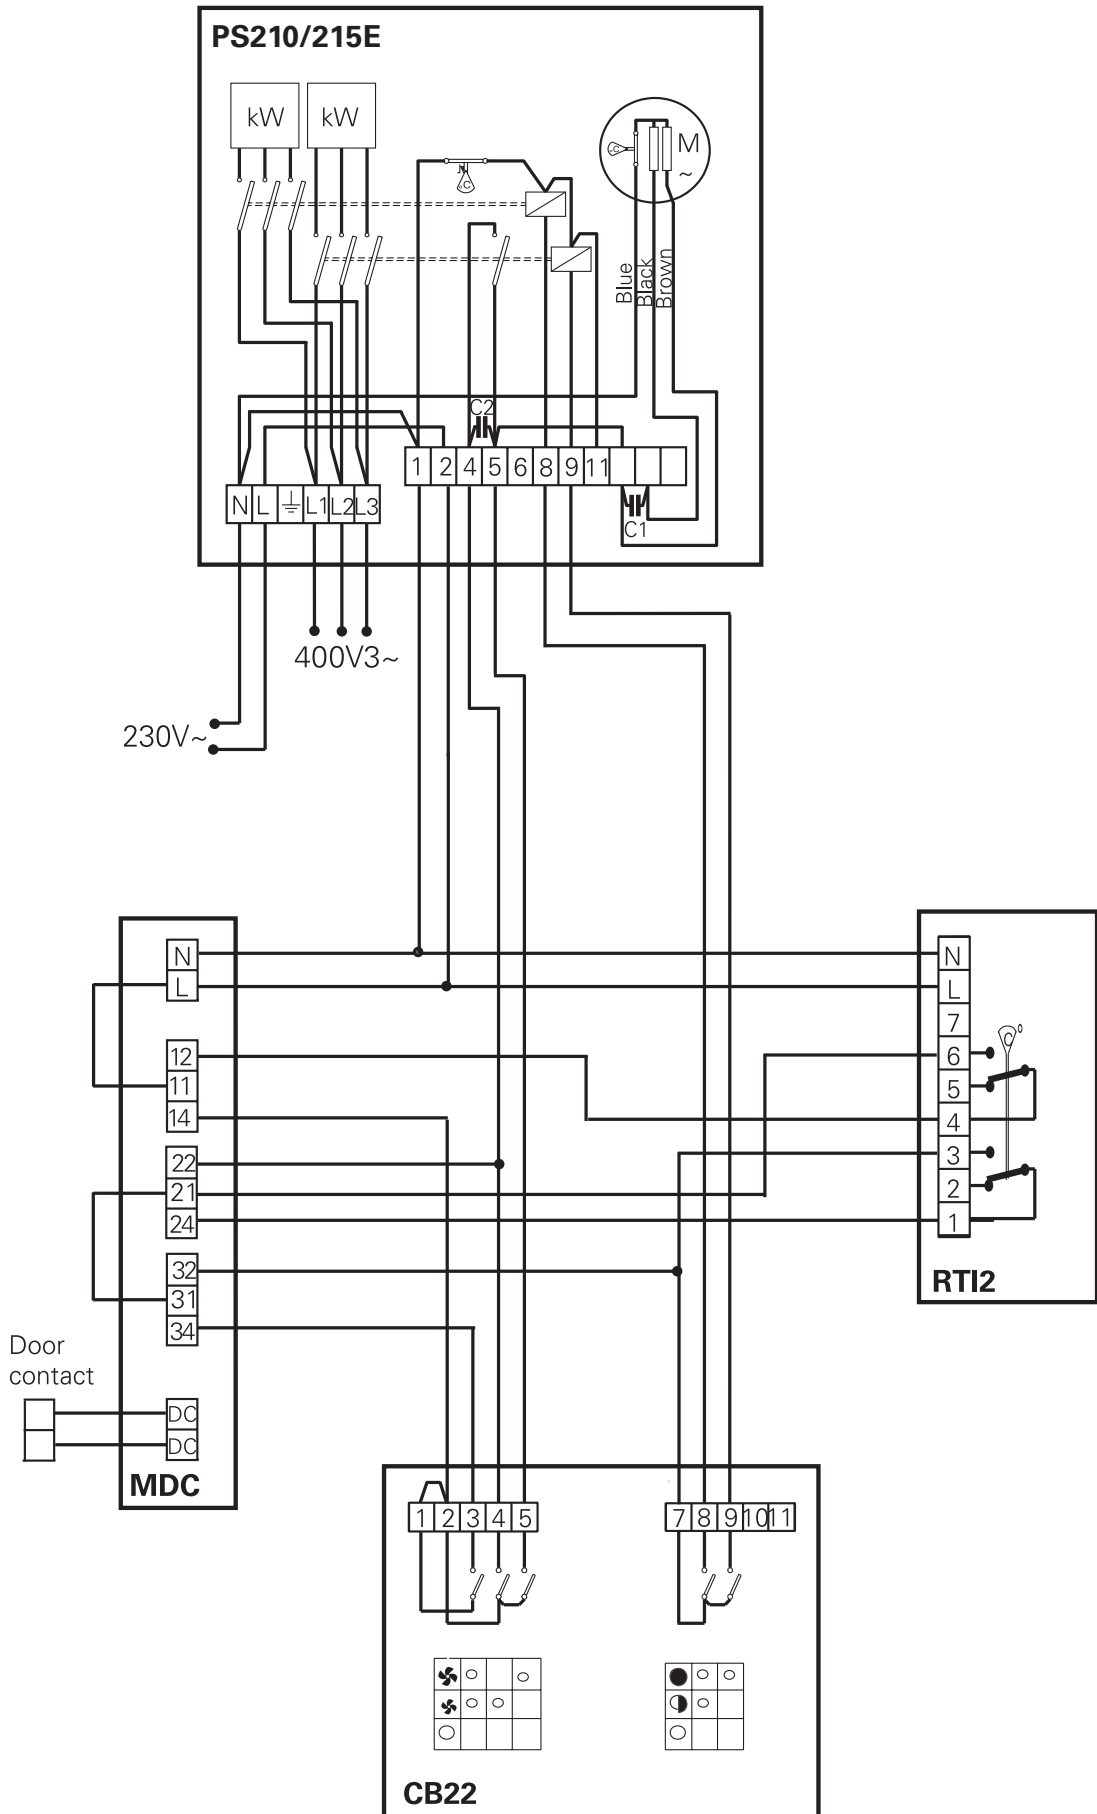 PS210/215E
kW kW
°C
°C
M
~
Blue
Black
Brown
C2
1 2 4 5 6 8 9 11
N L L1 L2 L3
C1
400V3~
230V~
N
L
12
11
14
22
21
24
32
31
34
DC
DC
MDC
Door
contact
N
L
7
6
5
4
3
2
1
C°
RTI2
1 2 3 4 5
7 8 9 10 11
CB22